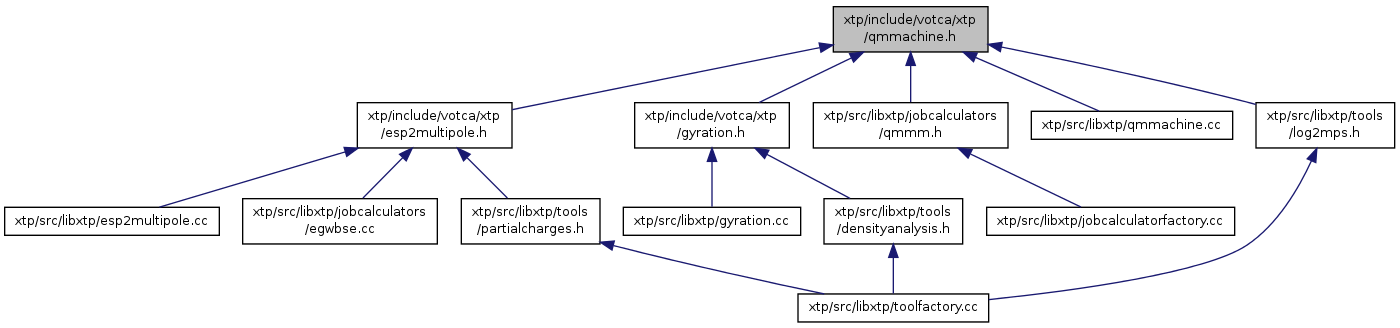 xtp/include/votca/xtp
/qmmachine.h
xtp/include/votca/xtp
/esp2multipole.h
xtp/include/votca/xtp
/gyration.h
xtp/src/libxtp/jobcalculators
/qmmm.h
xtp/src/libxtp/qmmachine.cc
xtp/src/libxtp/tools
/log2mps.h
xtp/src/libxtp/esp2multipole.cc
xtp/src/libxtp/jobcalculators
/egwbse.cc
xtp/src/libxtp/tools
/partialcharges.h
xtp/src/libxtp/gyration.cc
xtp/src/libxtp/tools
/densityanalysis.h
xtp/src/libxtp/jobcalculatorfactory.cc
xtp/src/libxtp/toolfactory.cc